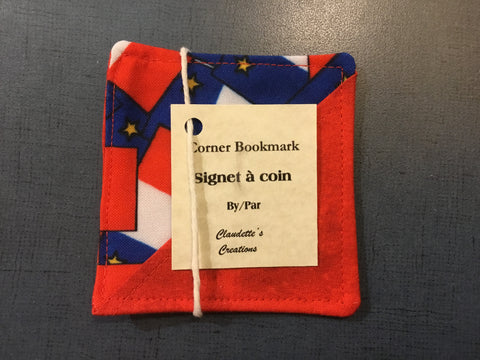 Corner Bookmark
Signet à coin
By/Par
Claudette's
Creations